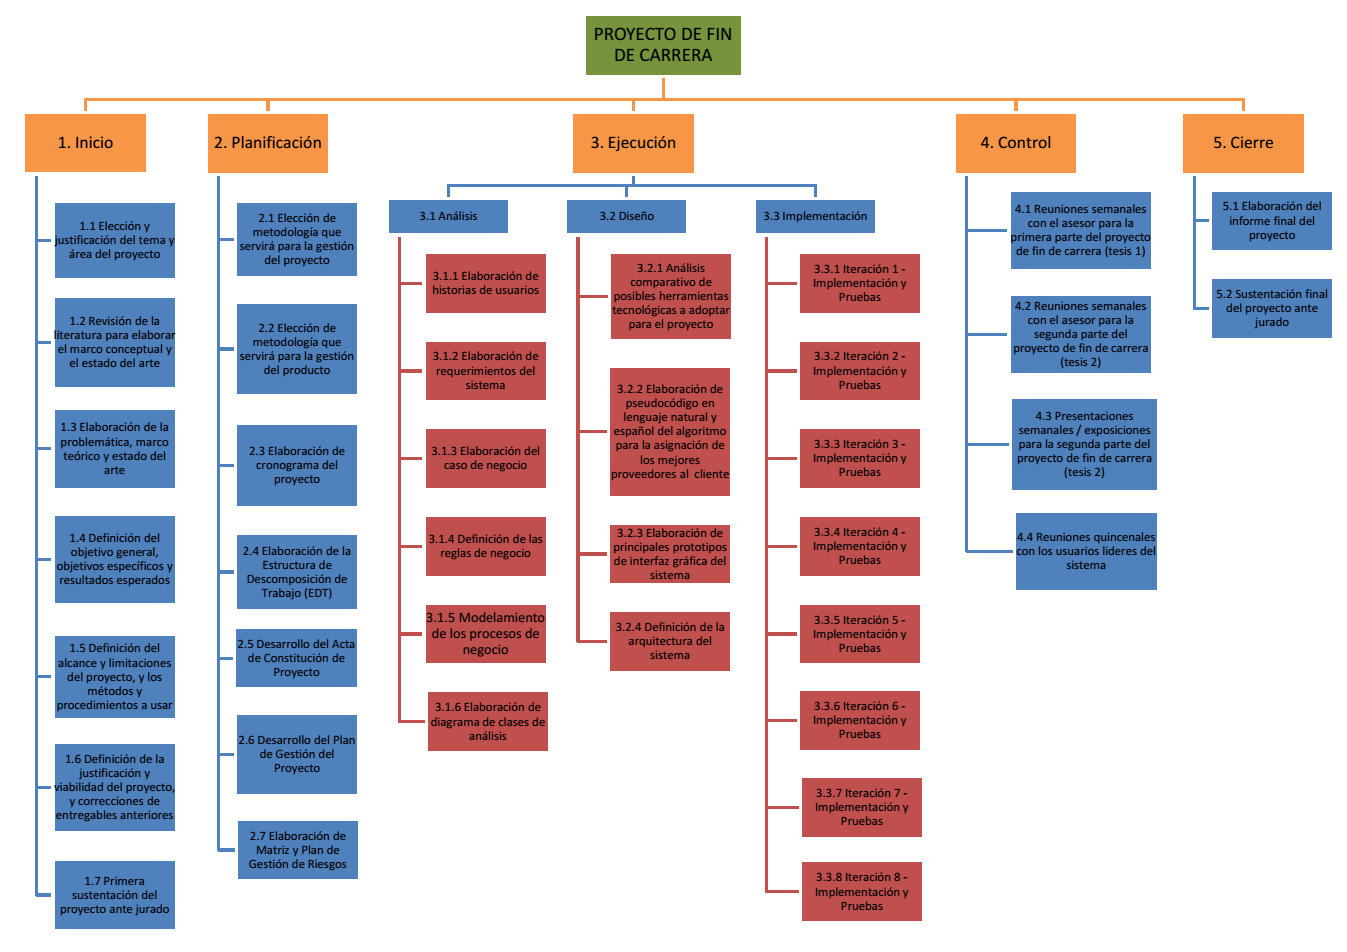 PROYECTO DE FIN
DE CARRERA
1. Inicio
2. Planificación
3. Ejecución
4. Control
5. Cierre
1.1 Elección y
justificación del tema y
área del proyecto
1.2 Revisión de la
literatura para elaborar
el marco conceptual y
el estado del arte
1.3 Elaboración de la
problemática, marco
teórico y estado del
arte
1.4 Definición del
objetivo general,
objetivos específicos y
resultados esperados
1.5 Definición del
alcance y limitaciones
del proyecto, y los
métodos y
procedimientos a usar
1.6 Definición de la
justificación y
viabilidad del proyecto,
y correcciones de
entregables anteriores
1.7 Primera
sustentación del
proyecto ante jurado
2.1 Elección de
metodología que
servirá para la gestión
del proyecto
2.2 Elección de
metodología que
servirá para la gestión
del producto
2.3 Elaboración de
cronograma del
proyecto
2.4 Elaboración de la
Estructura de
Descomposición de
Trabajo (EDT)
2.5 Desarrollo del Acta
de Constitución de
Proyecto
2.6 Desarrollo del Plan
de Gestión del
Proyecto
2.7 Elaboración de
Matriz y Plan de
Gestión de Riesgos
3.1 Análisis
3.1.1 Elaboración de
historias de usuarios
3.1.2 Elaboración de
requerimientos del
sistema
3.1.3 Elaboración del
caso de negocio
3.1.4 Definición de las
reglas de negocio
3.1.5 Modelamiento
de los procesos de
negocio
3.1.6 Elaboración de
diagrama de clases de
análisis
3.2 Diseño
3.2.1 Análisis
comparativo de
posibles herramientas
tecnológicas a adoptar
para el proyecto
3.2.2 Elaboración de
pseudocódigo en
lenguaje natural y
español del algoritmo
para la asignación de
los mejores
proveedores al cliente
3.2.3 Elaboración de
principales prototipos
de interfaz gráfica del
sistema
3.2.4 Definición de la
arquitectura del
sistema
3.3 Implementación
3.3.1 Iteración 1 -
Implementación y
Pruebas
3.3.2 Iteración 2 -
Implementación y
Pruebas
3.3.3 Iteración 3 -
Implementación y
Pruebas
3.3.4 Iteración 4 -
Implementación y
Pruebas
3.3.5 Iteración 5 -
Implementación y
Pruebas
3.3.6 Iteración 6 -
Implementación y
Pruebas
3.3.7 Iteración 7 -
Implementación y
Pruebas
3.3.8 Iteración 8 -
Implementación y
Pruebas
4.1 Reuniones semanales
con el asesor para la
primera parte del proyecto
de fin de carrera (tesis 1)
4.2 Reuniones semanales
con el asesor para la
segunda parte del
proyecto de fin de carrera
(tesis 2)
4.3 Presentaciones
semanales / exposiciones
para la segunda parte del
proyecto de fin de carrera
(tesis 2)
4.4 Reuniones quincenales
con los usuarios lideres del
sistema
5.1 Elaboración del
informe final del
proyecto
5.2 Sustentación final
del proyecto ante
jurado